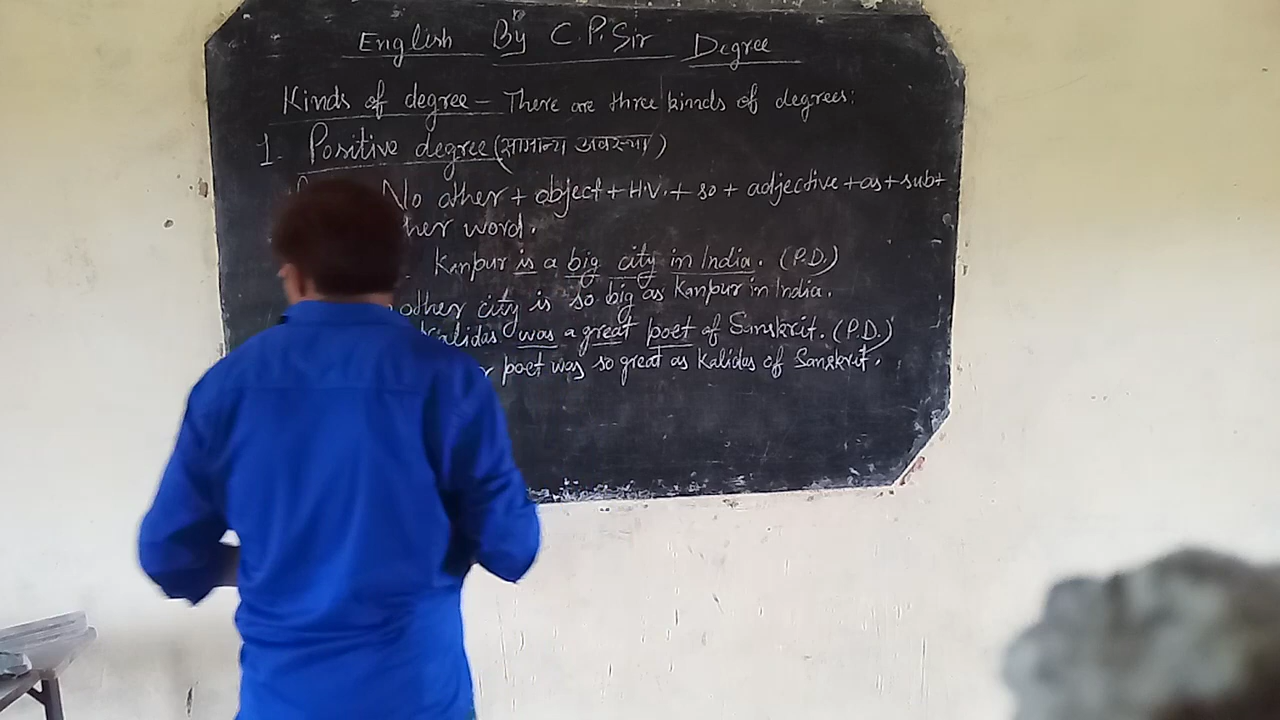 English By C.P. Sir Degree
Kinds of degree - There are three kinds of degrees:
1. Positive degree (सामान्य अवस्था)
No other + object + H.V. + so + adjective + as + sub +
word.
Kanpur is a big city in India. (P.D.)
other city is so big as Kanpur in India.
Kalidas was a great poet of Sanskrit. (P.D.)
poet was so great as Kalidas of Sanskrit.